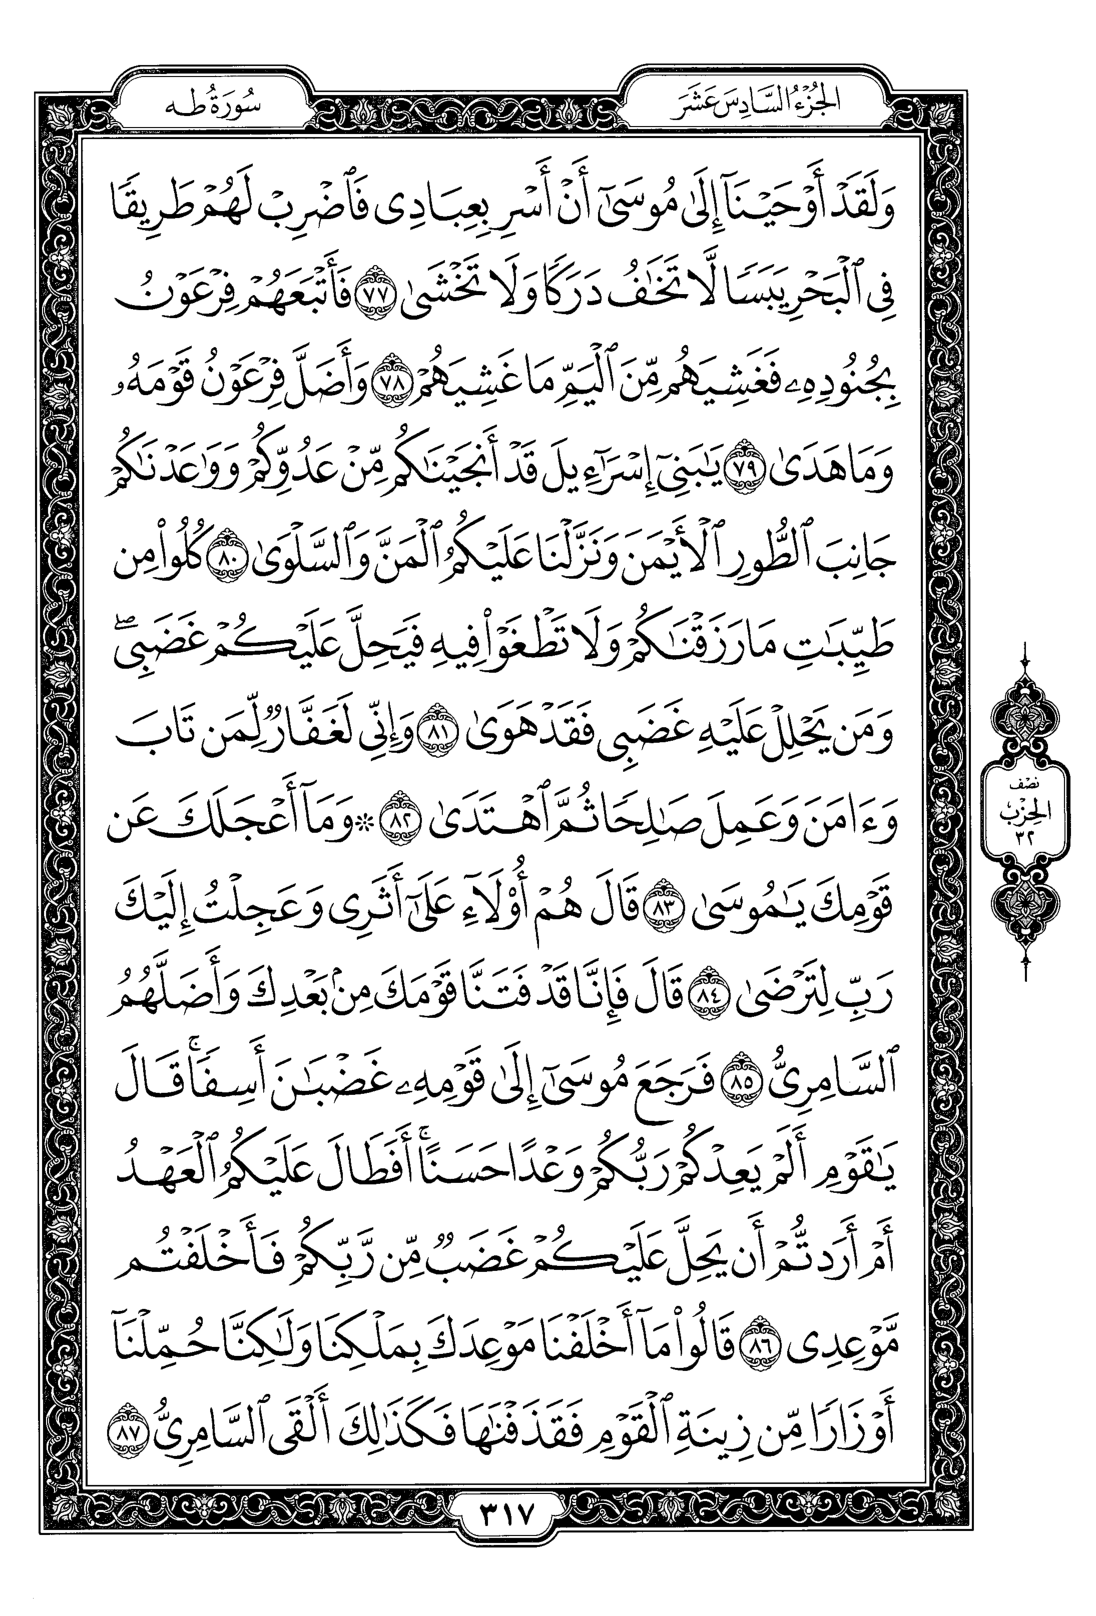 سُورَةُ طه
الجُزْءُ السَّادِسَ عَشَرَ
وَلَقَدۡ أَوۡحَيۡنَآ إِلَىٰ مُوسَىٰٓ أَنۡ أَسۡرِ بِعِبَادِي فَٱضۡرِبۡ لَهُمۡ طَرِيقٗا
فِي ٱلۡبَحۡرِ يَبَسٗا لَّا تَخَٰفُ دَرَكٗا وَلَا تَخۡشَىٰ ٧٧ فَأَتۡبَعَهُمۡ فِرۡعَوۡنُ
بِجُنُودِهِۦ فَغَشِيَهُم مِّنَ ٱلۡيَمِّ مَا غَشِيَهُمۡ ٧٨ وَأَضَلَّ فِرۡعَوۡنُ قَوۡمَهُۥ
وَمَا هَدَىٰ ٧٩ يَٰبَنِيٓ إِسۡرَٰٓءِيلَ قَدۡ أَنجَيۡنَٰكُم مِّنۡ عَدُوِّكُمۡ وَوَٰعَدۡنَٰكُمۡ
جَانِبَ ٱلطُّورِ ٱلۡأَيۡمَنَ وَنَزَّلۡنَا عَلَيۡكُمُ ٱلۡمَنَّ وَٱلسَّلۡوَىٰ ٨٠ كُلُواْ مِن
طَيِّبَٰتِ مَا رَزَقۡنَٰكُمۡ وَلَا تَطۡغَوۡاْ فِيهِ فَيَحِلَّ عَلَيۡكُمۡ غَضَبِيۖ
وَمَن يَحۡلِلۡ عَلَيۡهِ غَضَبِي فَقَدۡ هَوَىٰ ٨١ وَإِنِّي لَغَفَّارٞ لِّمَن تَابَ
وَءَامَنَ وَعَمِلَ صَٰلِحٗا ثُمَّ ٱهۡتَدَىٰ ٨٢ ۞ وَمَآ أَعۡجَلَكَ عَن
قَوۡمِكَ يَٰمُوسَىٰ ٨٣ قَالَ هُمۡ أُوْلَآءِ عَلَىٰٓ أَثَرِي وَعَجِلۡتُ إِلَيۡكَ
رَبِّ لِتَرۡضَىٰ ٨٤ قَالَ فَإِنَّا قَدۡ فَتَنَّا قَوۡمَكَ مِنۢ بَعۡدِكَ وَأَضَلَّهُمُ
ٱلسَّامِرِيُّ ٨٥ فَرَجَعَ مُوسَىٰٓ إِلَىٰ قَوۡمِهِۦ غَضۡبَٰنَ أَسِفٗاۚ قَالَ
يَٰقَوۡمِ أَلَمۡ يَعِدۡكُمۡ رَبُّكُمۡ وَعۡدًا حَسَنًاۚ أَفَطَالَ عَلَيۡكُمُ ٱلۡعَهۡدُ
أَمۡ أَرَدتُّمۡ أَن يَحِلَّ عَلَيۡكُمۡ غَضَبٞ مِّن رَّبِّكُمۡ فَأَخۡلَفۡتُم
مَّوۡعِدِي ٨٦ قَالُواْ مَآ أَخۡلَفۡنَا مَوۡعِدَكَ بِمَلۡكِنَا وَلَٰكِنَّا حُمِّلۡنَآ
أَوۡزَارٗا مِّن زِينَةِ ٱلۡقَوۡمِ فَقَذَفۡنَٰهَا فَكَذَٰلِكَ أَلۡقَى ٱلسَّامِرِيُّ ٨٧
نصف
الحِزْب
٣٢
٣١٧